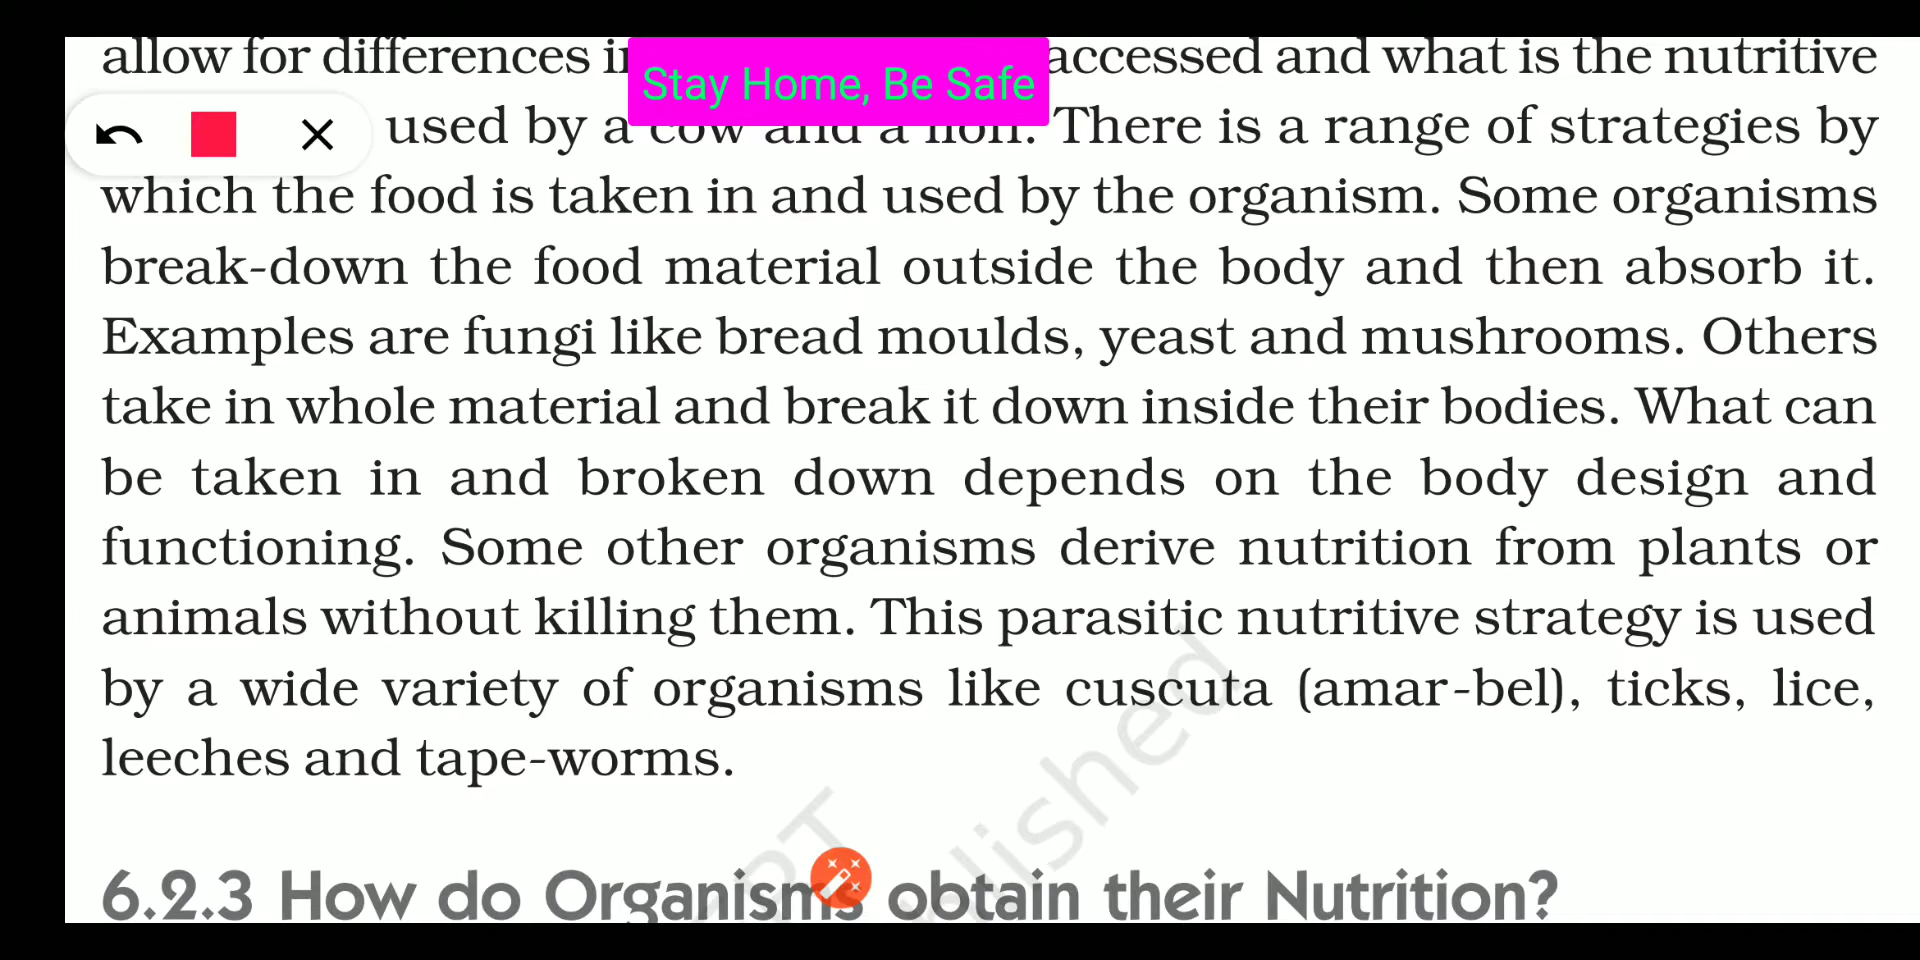 allow for differences in
Stay Home, Be Safe
accessed and what is the nutritive
used by a cow and a lion. There is a range of strategies by
which the food is taken in and used by the organism. Some organisms
break-down the food material outside the body and then absorb it.
Examples are fungi like bread moulds, yeast and mushrooms. Others
take in whole material and break it down inside their bodies. What can
be taken in and broken down depends on the body design and
functioning. Some other organisms derive nutrition from plants or
animals without killing them. This parasitic nutritive strategy is used
by a wide variety of organisms like cuscuta (amar-bel), ticks, lice,
leeches and tape-worms.
6.2.3 How do Organisms obtain their Nutrition?